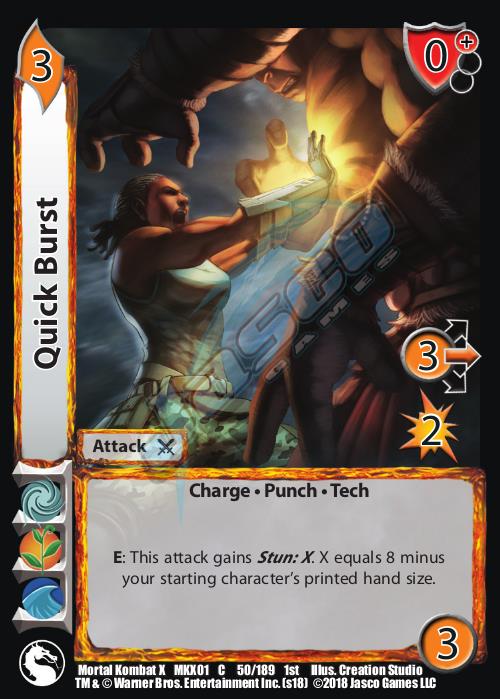 3
0
+
Quick Burst
JASCO
GAMES
3
2
Attack
Charge • Punch • Tech
E: This attack gains Stun: X. X equals 8 minus
your starting character's printed hand size.
3
Mortal Kombat X MKX01 C 50/189 1st Illus. Creation Studio
TM & © Warner Bros. Entertainment Inc. (s18) ©2018 Jasco Games LLC